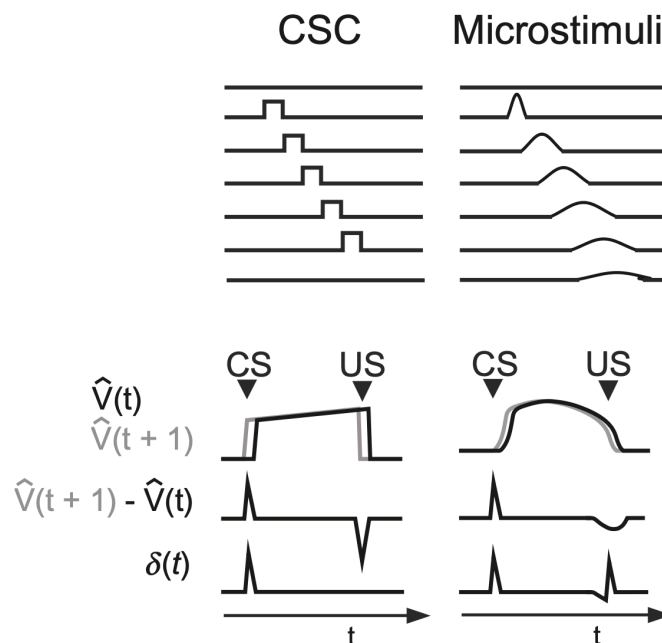 CSC Microstimuli
CS US CS US
V̂(t)
V̂(t + 1)
V̂(t + 1) - V̂(t)
δ(t)
t t